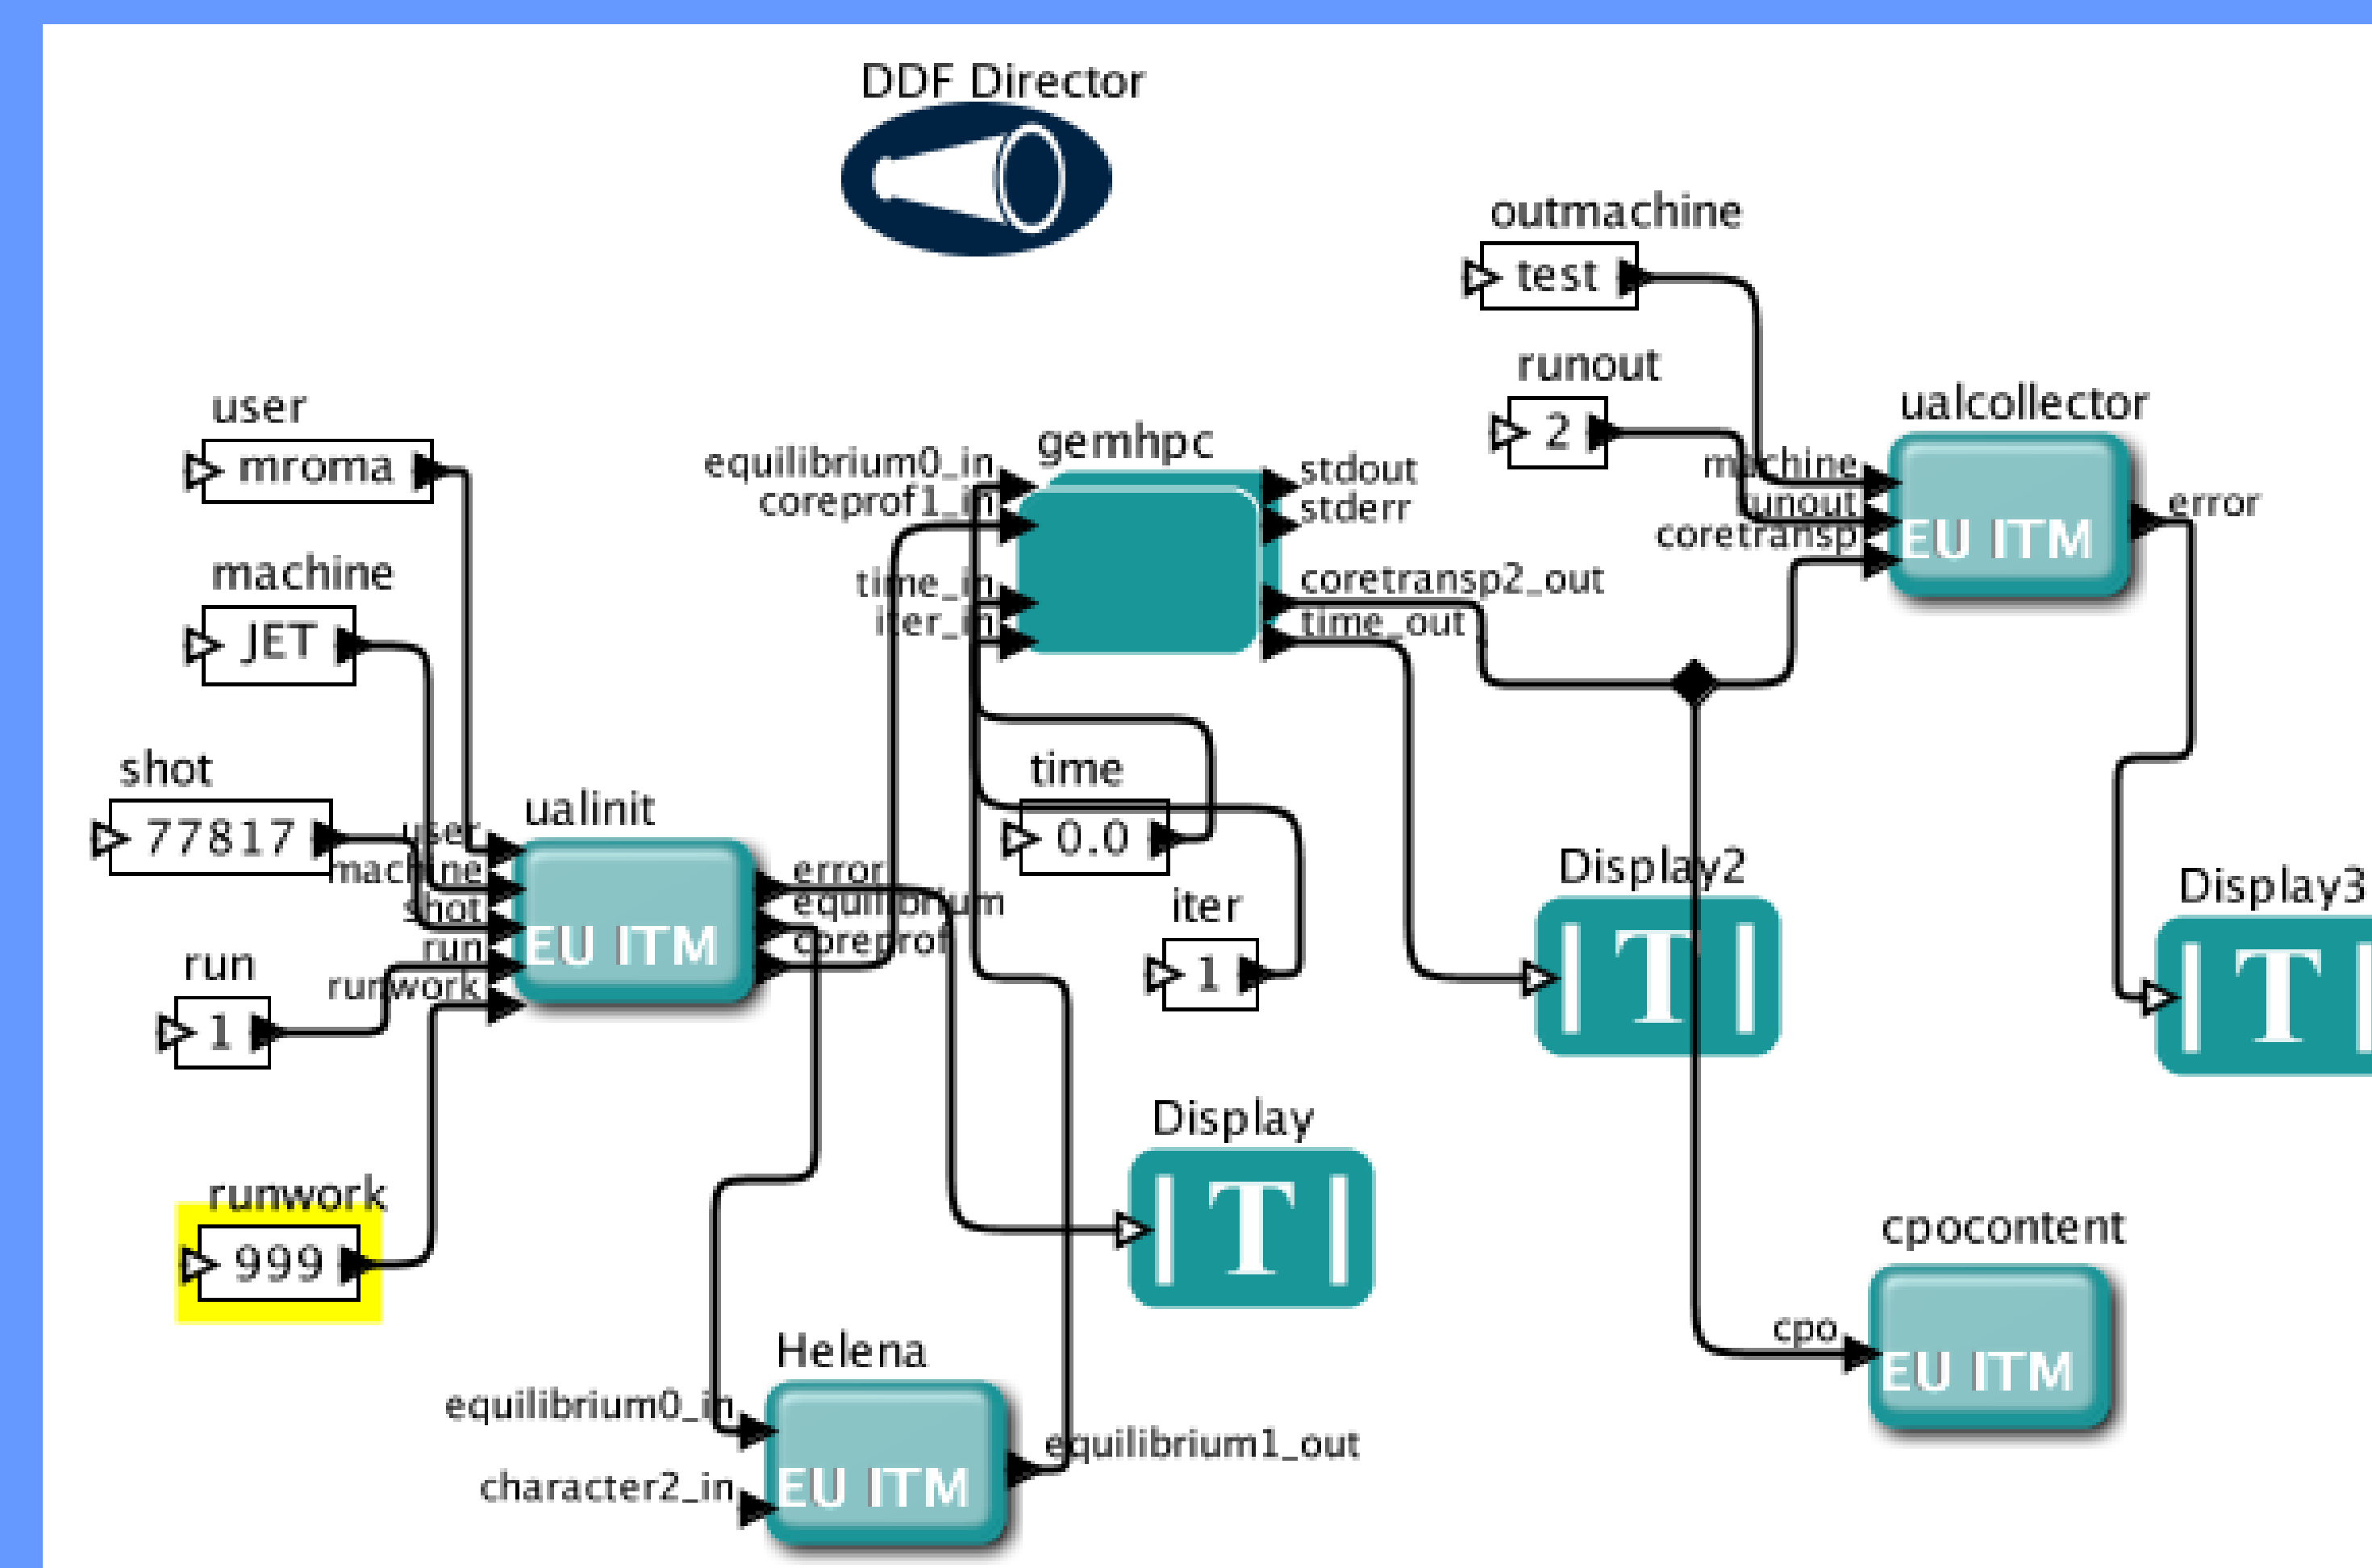 DDF Director
outmachine
test
runout
2
ualcollector
machine
runout
coretransp
EU ITM
error
user
mroma
gemhpc
equilibrium0_in
coreprof1_in
time_in
iter_in
stdout
stderr
coretransp2_out
time_out
machine
JET
shot
77817
ualinit
user
machine
shot
run
runwork
EU ITM
error
equilibrium
coreprof
time
0.0
iter
1
run
1
Display2
T
Display3
T
runwork
999
Display
T
cpocontent
cpo
EU ITM
Helena
equilibrium0_in
character2_in
EU ITM
equilibrium1_out